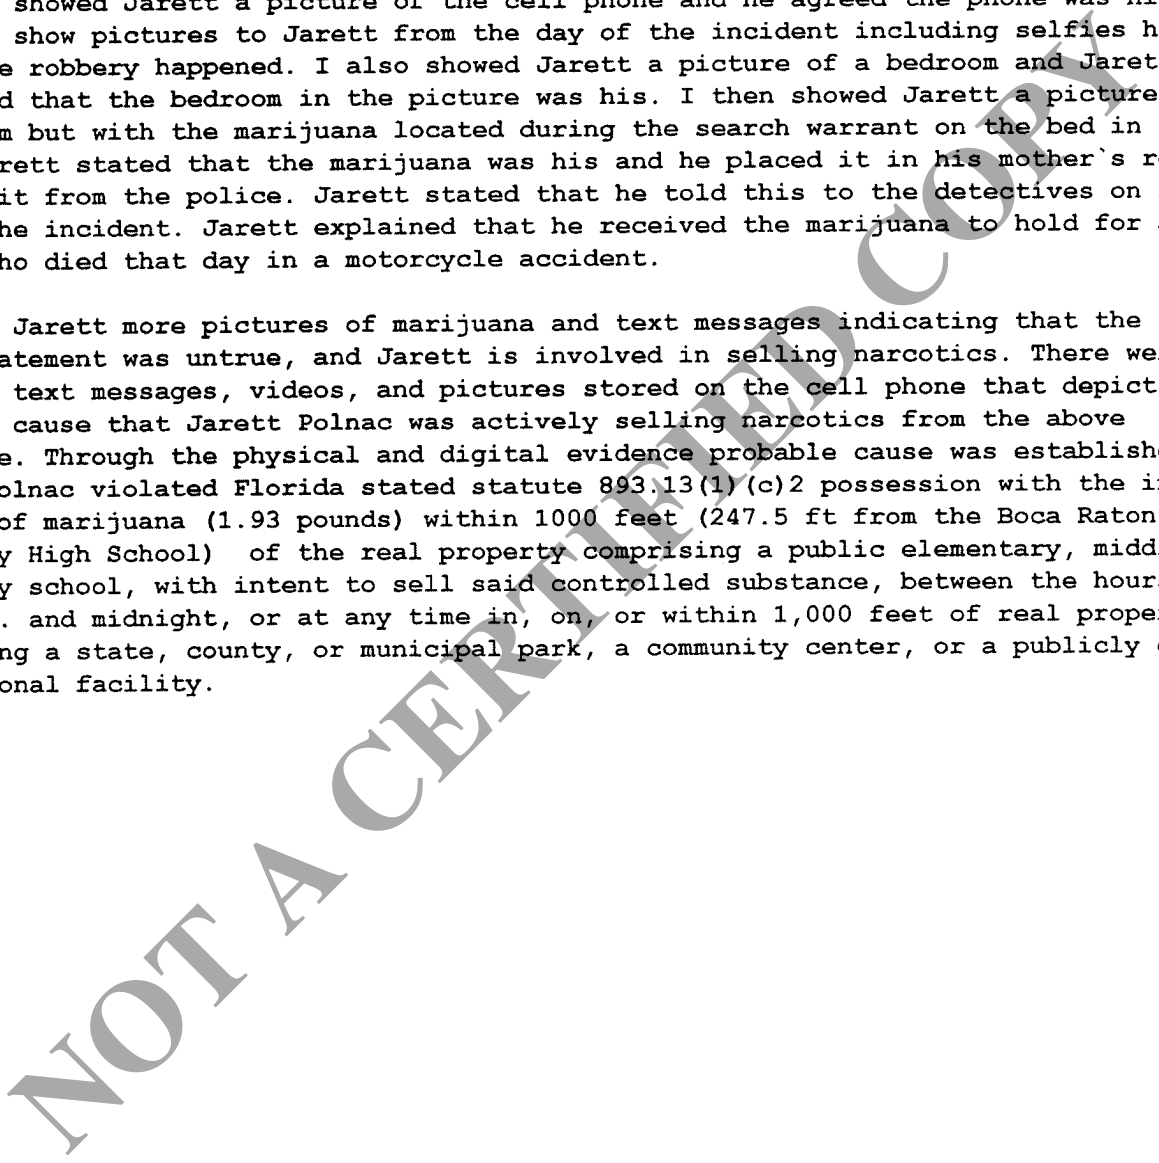 showed Jarett a picture of the cell phone and he agreed the phone was hi
show pictures to Jarett from the day of the incident including selfies h
e robbery happened. I also showed Jarett a picture of a bedroom and Jaret
d that the bedroom in the picture was his. I then showed Jarett a picture
m but with the marijuana located during the search warrant on the bed in
rett stated that the marijuana was his and he placed it in his mother`s r
it from the police. Jarett stated that he told this to the detectives on
he incident. Jarett explained that he received the marijuana to hold for
ho died that day in a motorcycle accident.
Jarett more pictures of marijuana and text messages indicating that the
atement was untrue, and Jarett is involved in selling narcotics. There we
text messages, videos, and pictures stored on the cell phone that depict
cause that Jarett Polnac was actively selling narcotics from the above
e. Through the physical and digital evidence probable cause was establish
olnac violated Florida stated statute 893.13(1)(c)2 possession with the i
of marijuana (1.93 pounds) within 1000 feet (247.5 ft from the Boca Raton
y High School) of the real property comprising a public elementary, midd
y school, with intent to sell said controlled substance, between the hour
. and midnight, or at any time in, on, or within 1,000 feet of real prope
ng a state, county, or municipal park, a community center, or a publicly
onal facility.
NOT A CERTIFIED COPY